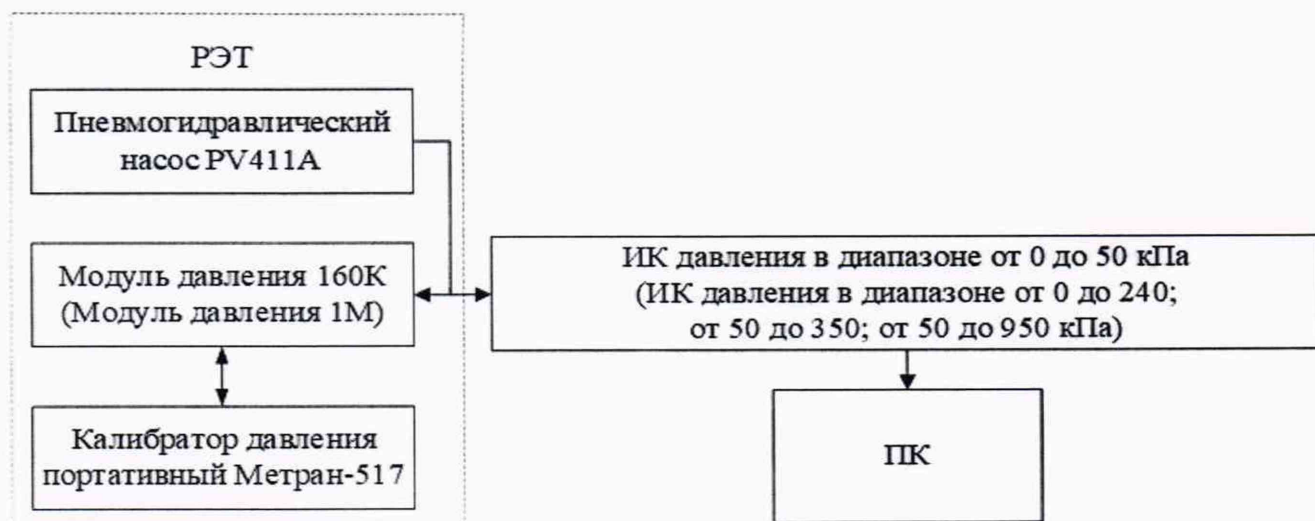 РЭТ
Пневмогидравлический
насос PV411A
Модуль давления 160К
(Модуль давления 1М)
Калибратор давления
портативный Метран-517
ИК давления в диапазоне от 0 до 50 кПа
(ИК давления в диапазоне от 0 до 240;
от 50 до 350; от 50 до 950 кПа)
ПК